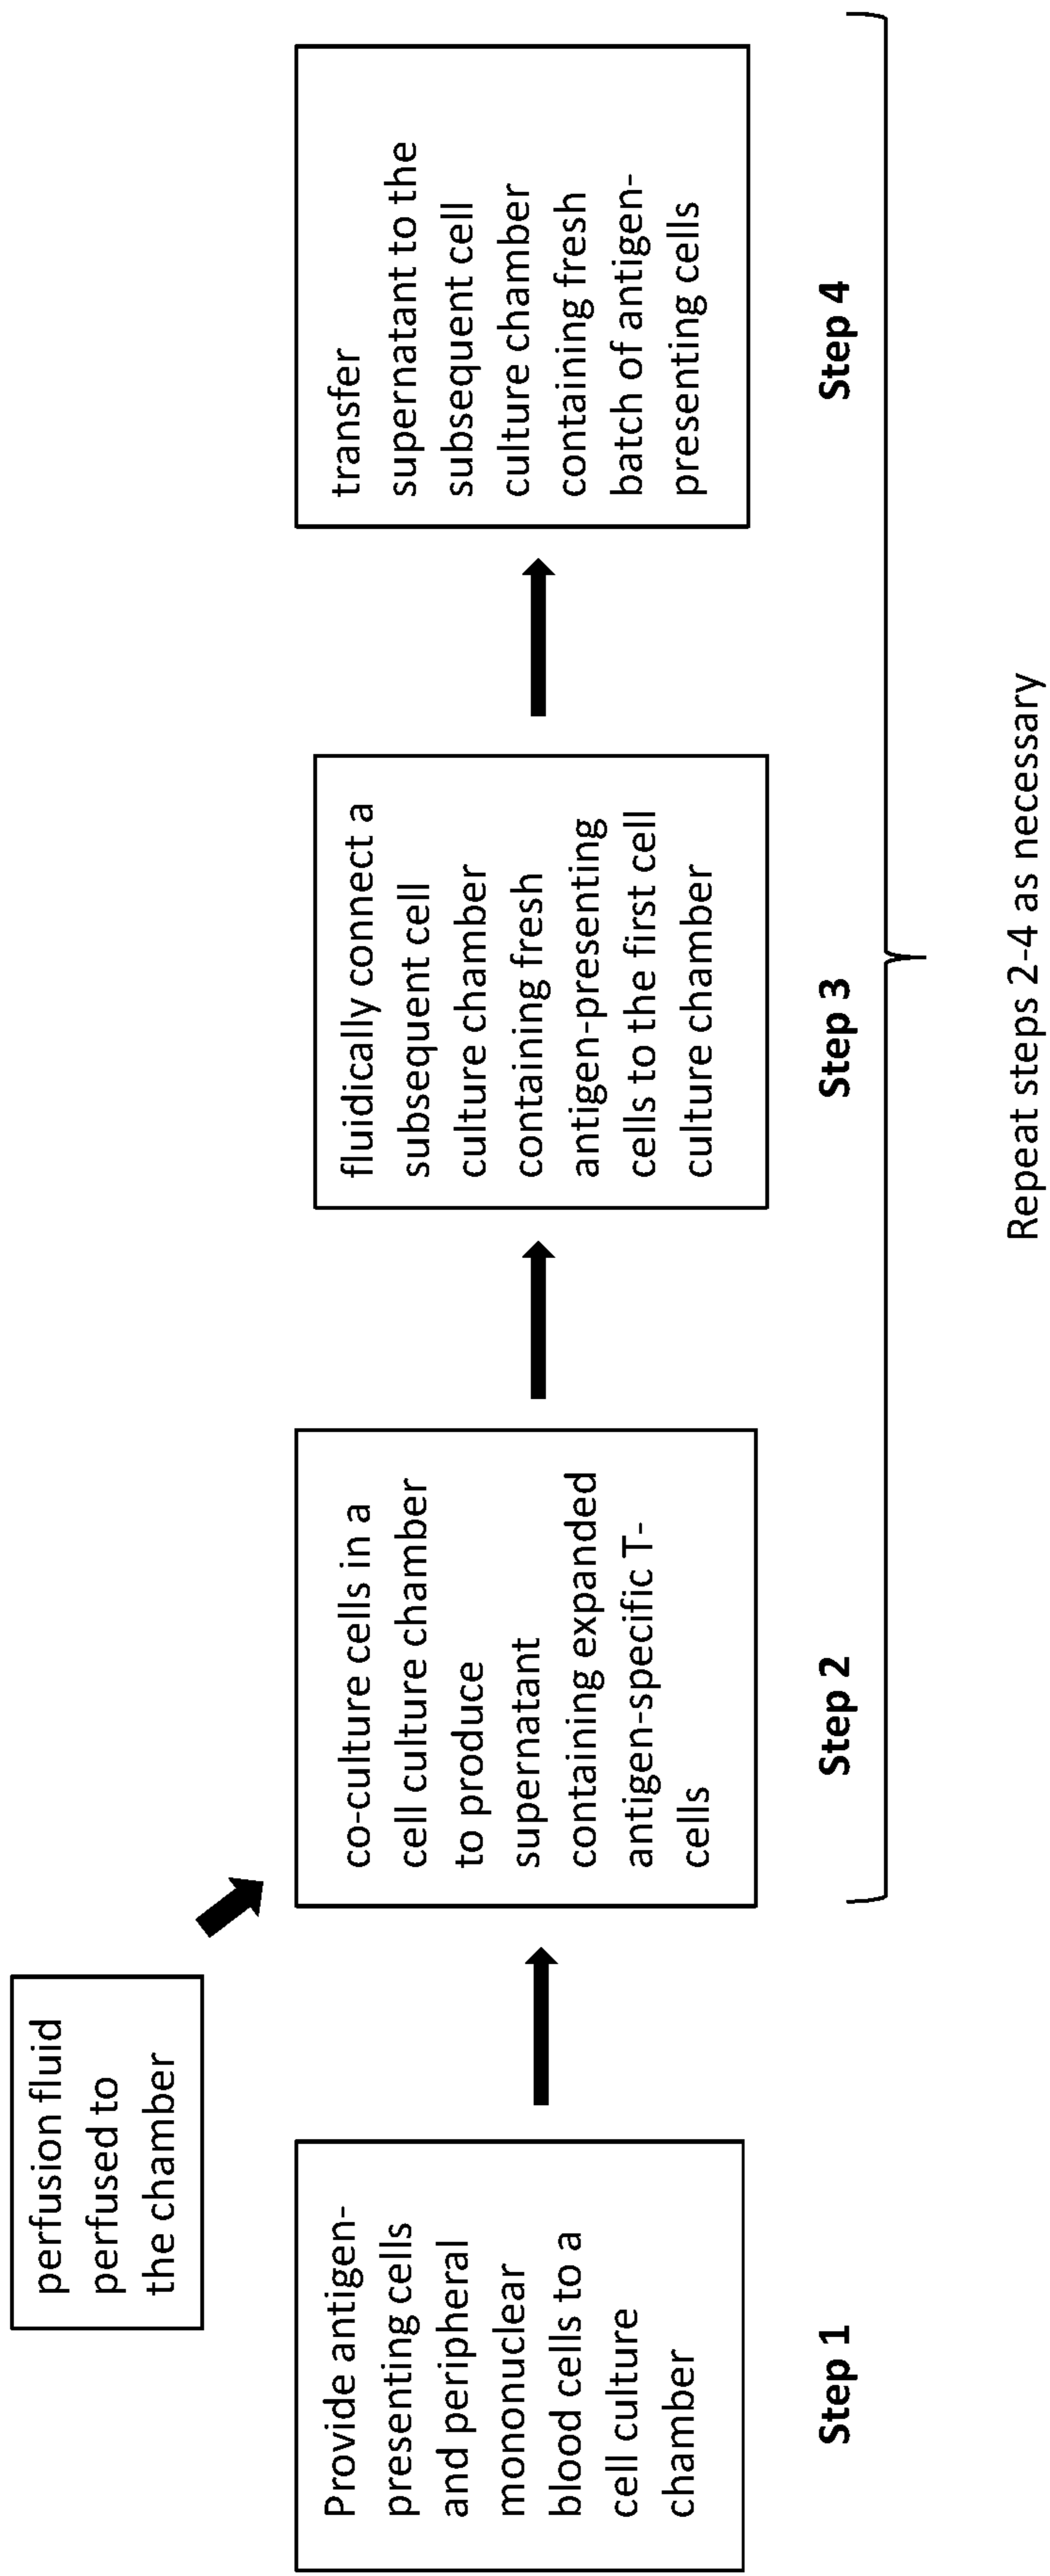 perfusion fluid
perfused to
the chamber
Provide antigen-
presenting cells
and peripheral
mononuclear
blood cells to a
cell culture
chamber
Step 1
co-culture cells in a
cell culture chamber
to produce
supernatant
containing expanded
antigen-specific T-
cells
Step 2
fluidically connect a
subsequent cell
culture chamber
containing fresh
antigen-presenting
cells to the first cell
culture chamber
Step 3
transfer
supernatant to the
subsequent cell
culture chamber
containing fresh
batch of antigen-
presenting cells
Step 4
Repeat steps 2-4 as necessary